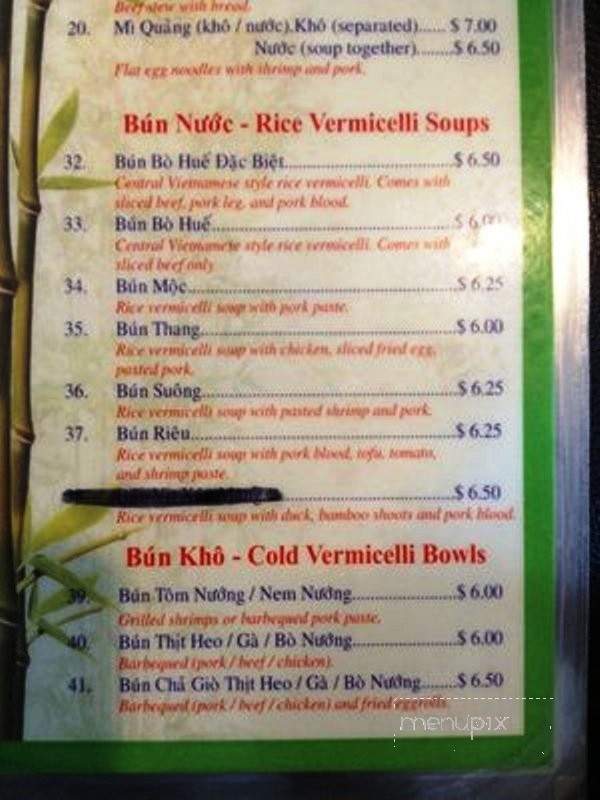 Beef stew with bread.
20. Mì Quảng (khô / nước).Khô (separated)...... $ 7.00
Nước (soup together).......$ 6.50
Flat egg noodles with shrimp and pork.
Bún Nước - Rice Vermicelli Soups
32. Bún Bò Huế Đặc Biệt....................................$ 6.50
Central Vietnamese style rice vermicelli. Comes with
sliced beef, pork leg, and pork blood.
33. Bún Bò Huế..................................................$ 6.00
Central Vietnamese style rice vermicelli. Comes with
sliced beef only
34. Bún Mộc.......................................................$ 6.25
Rice vermicelli soup with pork paste.
35. Bún Thang....................................................$ 6.00
Rice vermicelli soup with chicken, sliced fried egg,
pasted pork.
36. Bún Suông....................................................$ 6.25
Rice vermicelli soup with pasted shrimp and pork.
37. Bún Riêu.......................................................$ 6.25
Rice vermicelli soup with pork blood, tofu, tomato,
and shrimp paste.
....................................$ 6.50
Rice vermicelli soup with duck, bamboo shoots and pork blood.
Bún Khô - Cold Vermicelli Bowls
39. Bún Tôm Nướng / Nem Nướng......................$ 6.00
Grilled shrimps or barbequed pork paste.
40. Bún Thịt Heo / Gà / Bò Nướng......................$ 6.00
Barbequed (pork / beef / chicken).
41. Bún Chả Giò Thịt Heo / Gà / Bò Nướng........$ 6.50
Barbequed (pork / beef / chicken) and fried eggrolls.
menupix